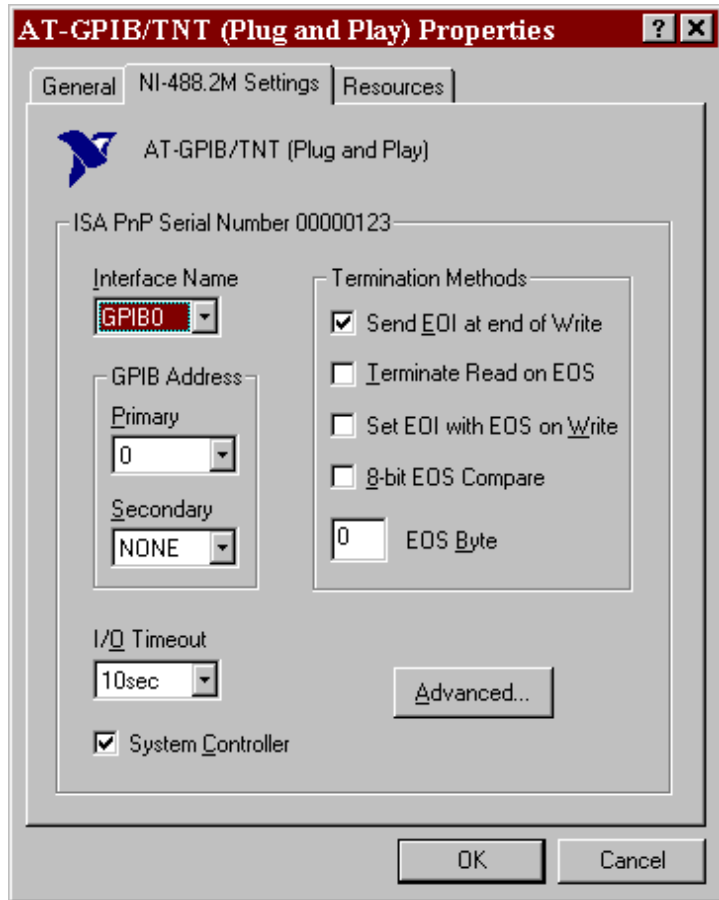 AT-GPIB/TNT (Plug and Play) Properties
General
NI-488.2M Settings
Resources
AT-GPIB/TNT (Plug and Play)
ISA PnP Serial Number 00000123
Interface Name
GPIB0
GPIB Address
Primary
0
Secondary
NONE
Termination Methods
Send EOI at end of Write
Terminate Read on EOS
Set EOI with EOS on Write
8-bit EOS Compare
0 EOS Byte
I/O Timeout
10sec
Advanced...
System Controller
OK
Cancel